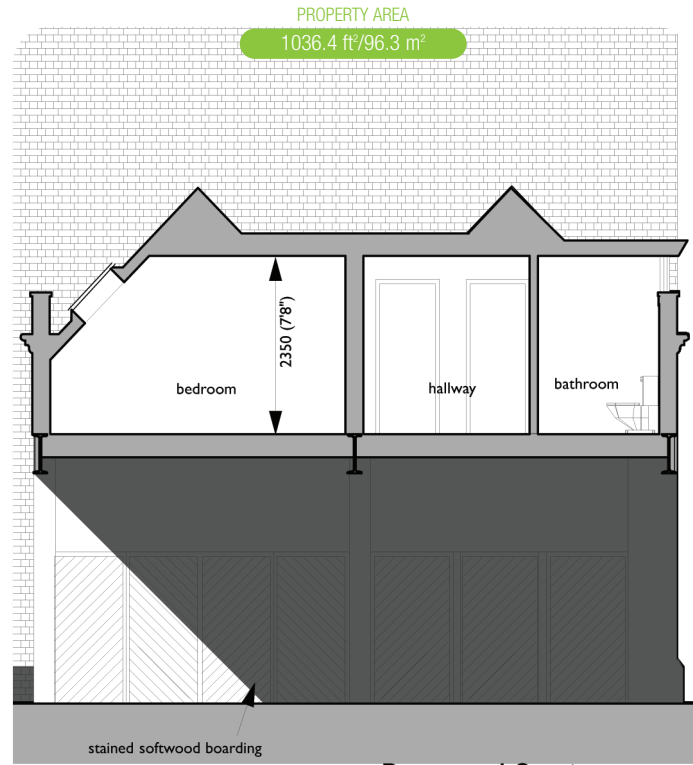 PROPERTY AREA
1036.4 ft²/96.3 m²
2350 (7'8")
bedroom
hallway
bathroom
stained softwood boarding